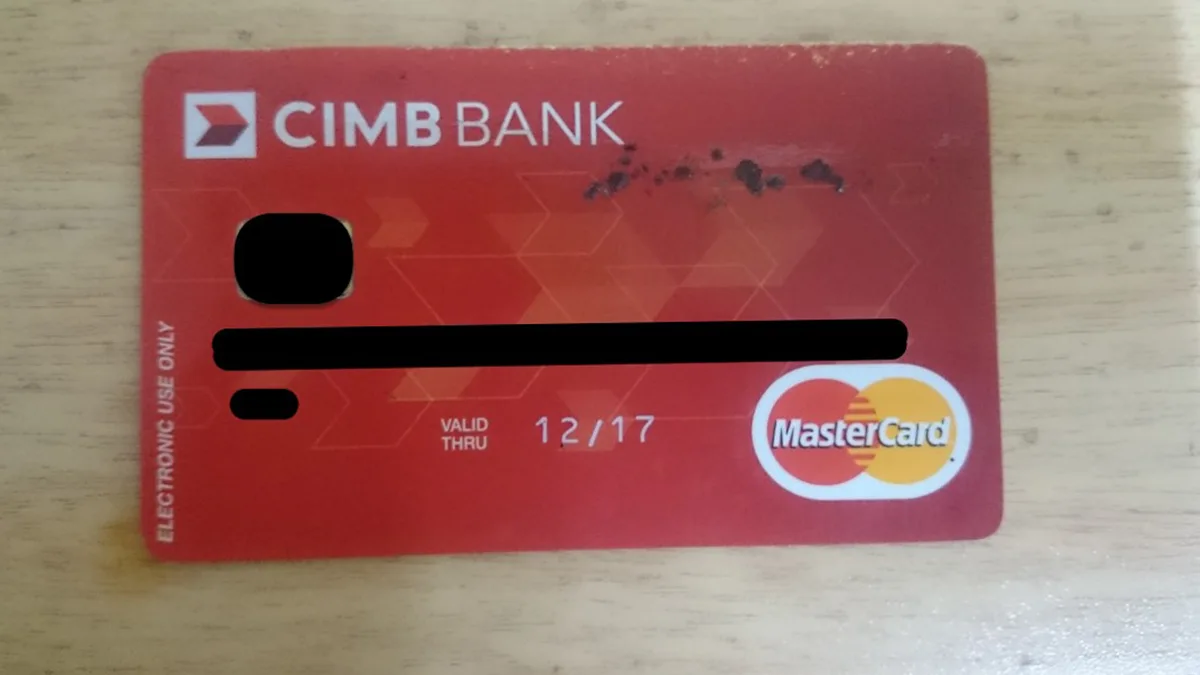 CIMB BANK
ELECTRONIC USE ONLY
VALID
THRU
12/17
MasterCard